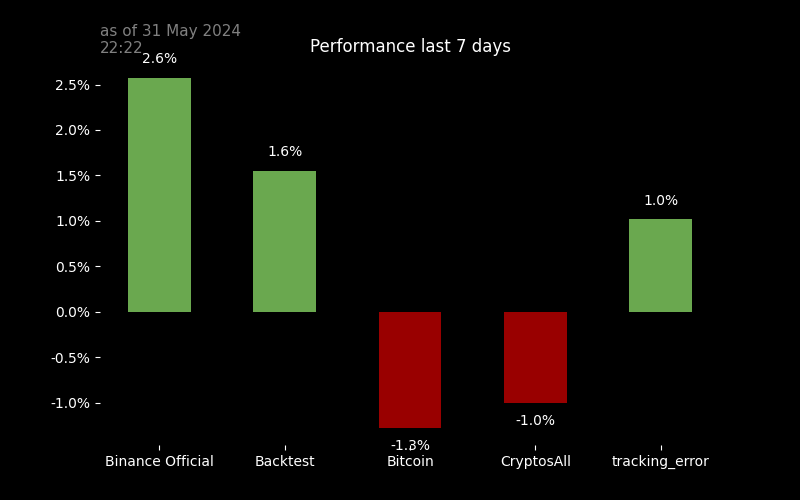 as of 31 May 2024
22:22
Performance last 7 days
2.6%
1.6%
1.0%
-1.3%
-1.0%
2.5%
2.0%
1.5%
1.0%
0.5%
0.0%
-0.5%
-1.0%
Binance Official
Backtest
Bitcoin
CryptosAll
tracking_error